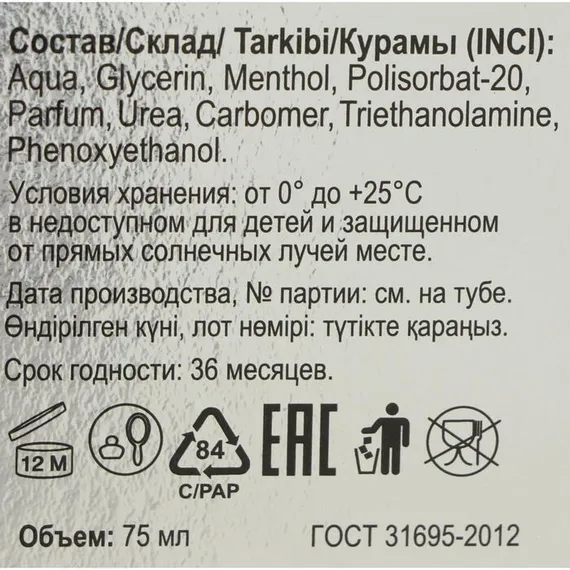 Состав/Склад/ Tarkibi/Курамы (INCI):
Aqua, Glycerin, Menthol, Polisorbat-20,
Parfum, Urea, Carbomer, Triethanolamine,
Phenoxyethanol.
Условия хранения: от 0° до +25°C
в недоступном для детей и защищенном
от прямых солнечных лучей месте.
Дата производства, № партии: см. на тубе.
Өндірілген күні, лот нөмірі: түтікте қараңыз.
Срок годности: 36 месяцев.
12 M
84
C/PAP
EAC
Объем: 75 мл
ГОСТ 31695-2012